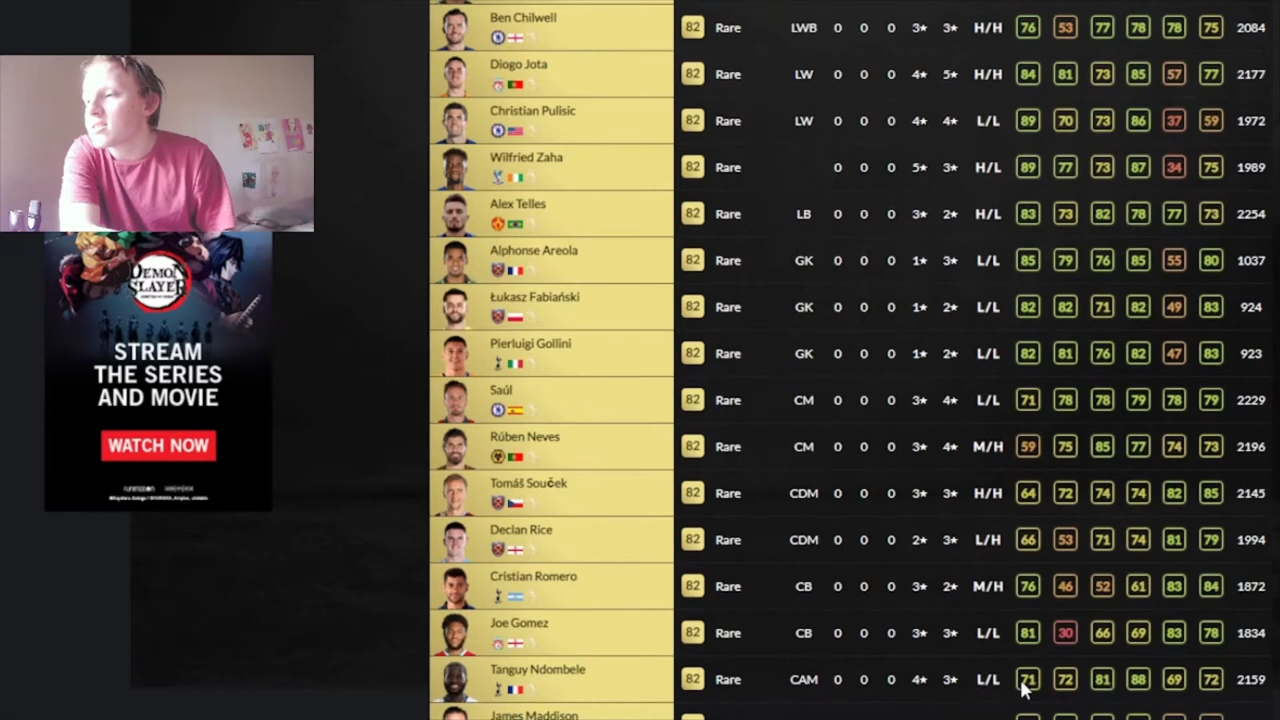 Ben Chilwell
82 Rare LWB 0 0 0 3★ 3★ H/H 76 53 77 78 78 75 2084
Diogo Jota
82 Rare LW 0 0 0 4★ 5★ H/H 84 81 73 85 57 77 2177
Christian Pulisic
82 Rare LW 0 0 0 4★ 4★ L/L 89 70 73 86 37 59 1972
Wilfried Zaha
82 Rare 0 0 0 5★ 3★ H/L 89 77 73 87 34 75 1989
Alex Telles
82 Rare LB 0 0 0 3★ 2★ H/L 83 73 82 78 77 73 2254
Alphonse Areola
82 Rare GK 0 0 0 1★ 3★ L/L 85 79 76 85 55 80 1037
Łukasz Fabiański
82 Rare GK 0 0 0 1★ 2★ L/L 82 82 71 82 49 83 924
Pierluigi Gollini
82 Rare GK 0 0 0 1★ 2★ L/L 82 81 76 82 47 83 923
Saúl
82 Rare CM 0 0 0 3★ 4★ L/L 71 78 78 79 78 79 2229
Rúben Neves
82 Rare CM 0 0 0 3★ 4★ M/H 59 75 85 77 74 73 2196
Tomáš Souček
82 Rare CDM 0 0 0 3★ 3★ H/H 64 72 74 74 82 85 2145
Declan Rice
82 Rare CDM 0 0 0 2★ 3★ L/H 66 53 71 74 81 79 1994
Cristian Romero
82 Rare CB 0 0 0 3★ 2★ M/H 76 46 52 61 83 84 1872
Joe Gomez
82 Rare CB 0 0 0 3★ 3★ L/L 81 30 66 69 83 78 1834
Tanguy Ndombele
82 Rare CAM 0 0 0 4★ 3★ L/L 71 72 81 88 69 72 2159
James Maddison
DEMON
SLAYER
STREAM
THE SERIES
AND MOVIE
WATCH NOW